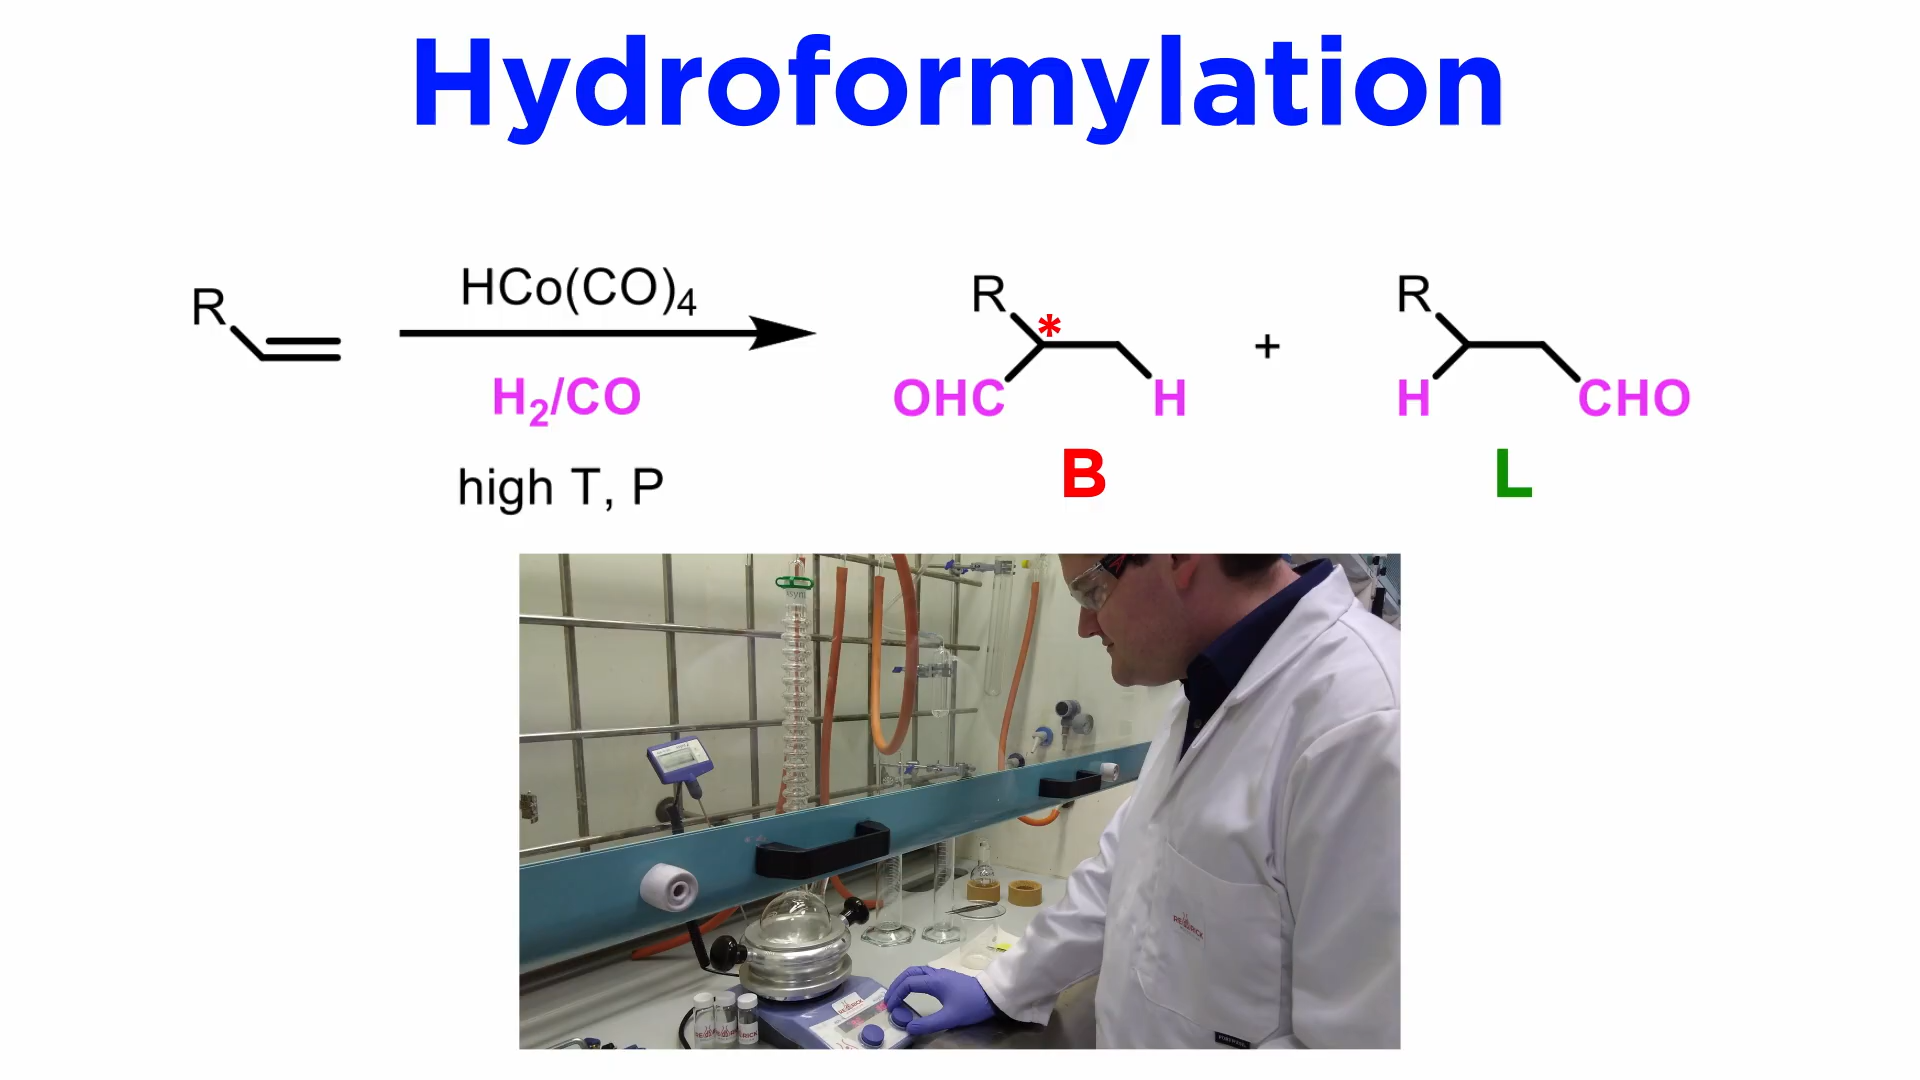 Hydroformylation
R
HCo(CO)₄
H₂/CO
high T, P
R
*
OHC
H
B
+
R
H
CHO
L